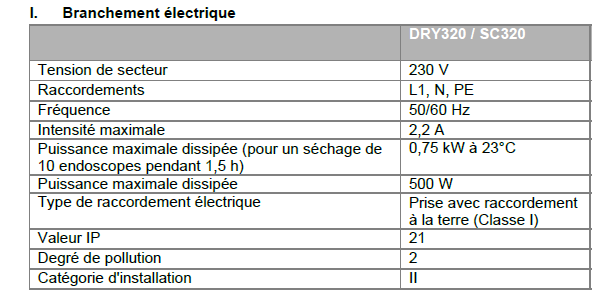 I. Branchement électrique
DRY320 / SC320
Tension de secteur 230 V
Raccordements L1, N, PE
Fréquence 50/60 Hz
Intensité maximale 2,2 A
Puissance maximale dissipée (pour un séchage de 0,75 kW à 23°C
10 endoscopes pendant 1,5 h)
Puissance maximale dissipée 500 W
Type de raccordement électrique Prise avec raccordement
à la terre (Classe I)
Valeur IP 21
Degré de pollution 2
Catégorie d'installation II